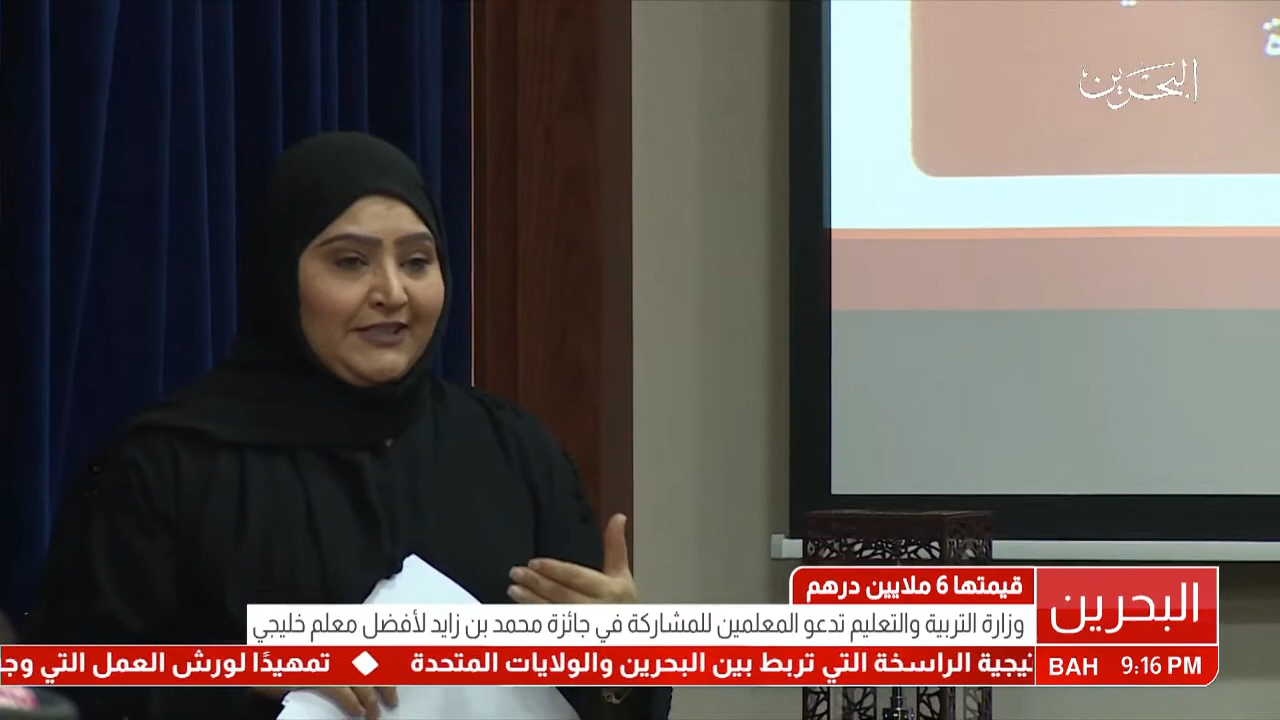 البحرين
قيمتها 6 ملايين درهم
البحرين
وزارة التربية والتعليم تدعو المعلمين للمشاركة في جائزة محمد بن زايد لأفضل معلم خليجي
الراسخة التي تربط بين البحرين والولايات المتحدة ◆ تمهيدًا لورش العمل التي
BAH 9:16 PM